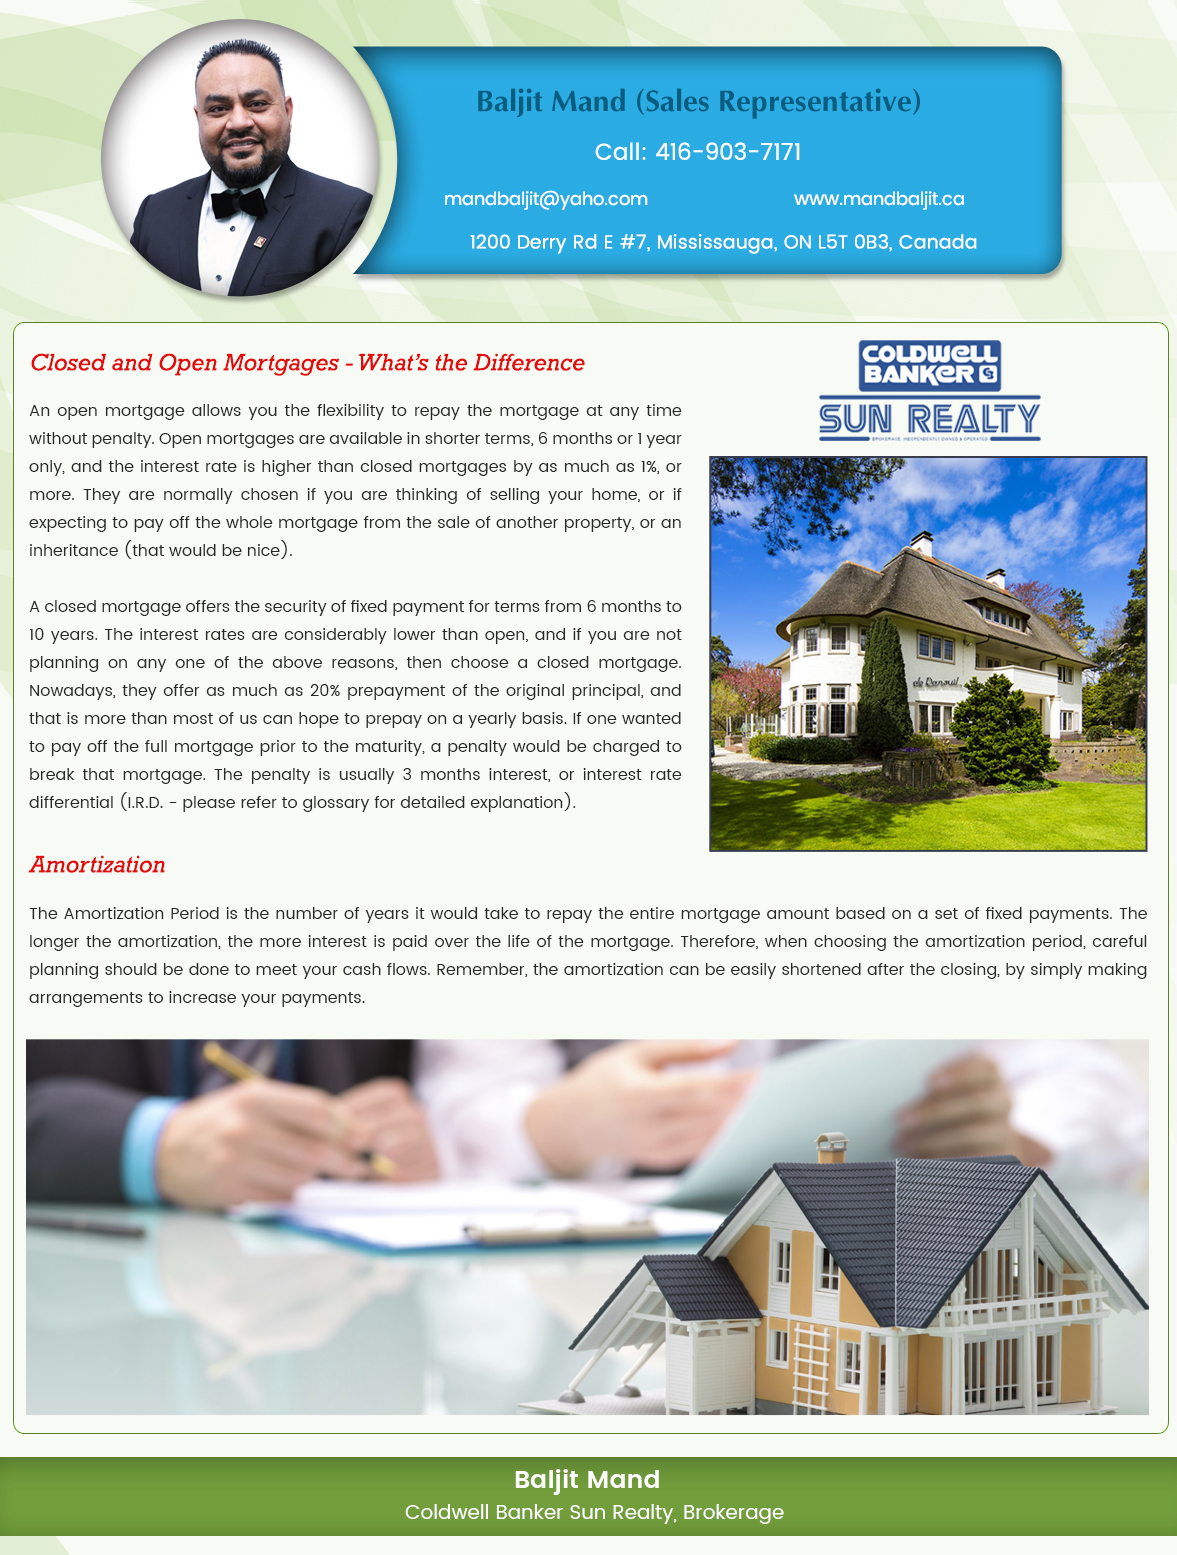 Baljit Mand (Sales Representative)
Call: 416-903-7171
mandbaljit@yaho.com
www.mandbaljit.ca
1200 Derry Rd E #7, Mississauga, ON L5T 0B3, Canada
Closed and Open Mortgages - What's the Difference
An open mortgage allows you the flexibility to repay the mortgage at any time
without penalty. Open mortgages are available in shorter terms, 6 months or 1 year
only, and the interest rate is higher than closed mortgages by as much as 1%, or
more. They are normally chosen if you are thinking of selling your home, or if
expecting to pay off the whole mortgage from the sale of another property, or an
inheritance (that would be nice).
A closed mortgage offers the security of fixed payment for terms from 6 months to
10 years. The interest rates are considerably lower than open, and if you are not
planning on any one of the above reasons, then choose a closed mortgage.
Nowadays, they offer as much as 20% prepayment of the original principal, and
that is more than most of us can hope to prepay on a yearly basis. If one wanted
to pay off the full mortgage prior to the maturity, a penalty would be charged to
break that mortgage. The penalty is usually 3 months interest, or interest rate
differential (I.R.D. - please refer to glossary for detailed explanation).
COLDWELL
BANKER CB
SUN REALTY
BROKERAGE, INDEPENDENTLY OWNED & OPERATED
Amortization
The Amortization Period is the number of years it would take to repay the entire mortgage amount based on a set of fixed payments. The
longer the amortization, the more interest is paid over the life of the mortgage. Therefore, when choosing the amortization period, careful
planning should be done to meet your cash flows. Remember, the amortization can be easily shortened after the closing, by simply making
arrangements to increase your payments.
Baljit Mand
Coldwell Banker Sun Realty, Brokerage